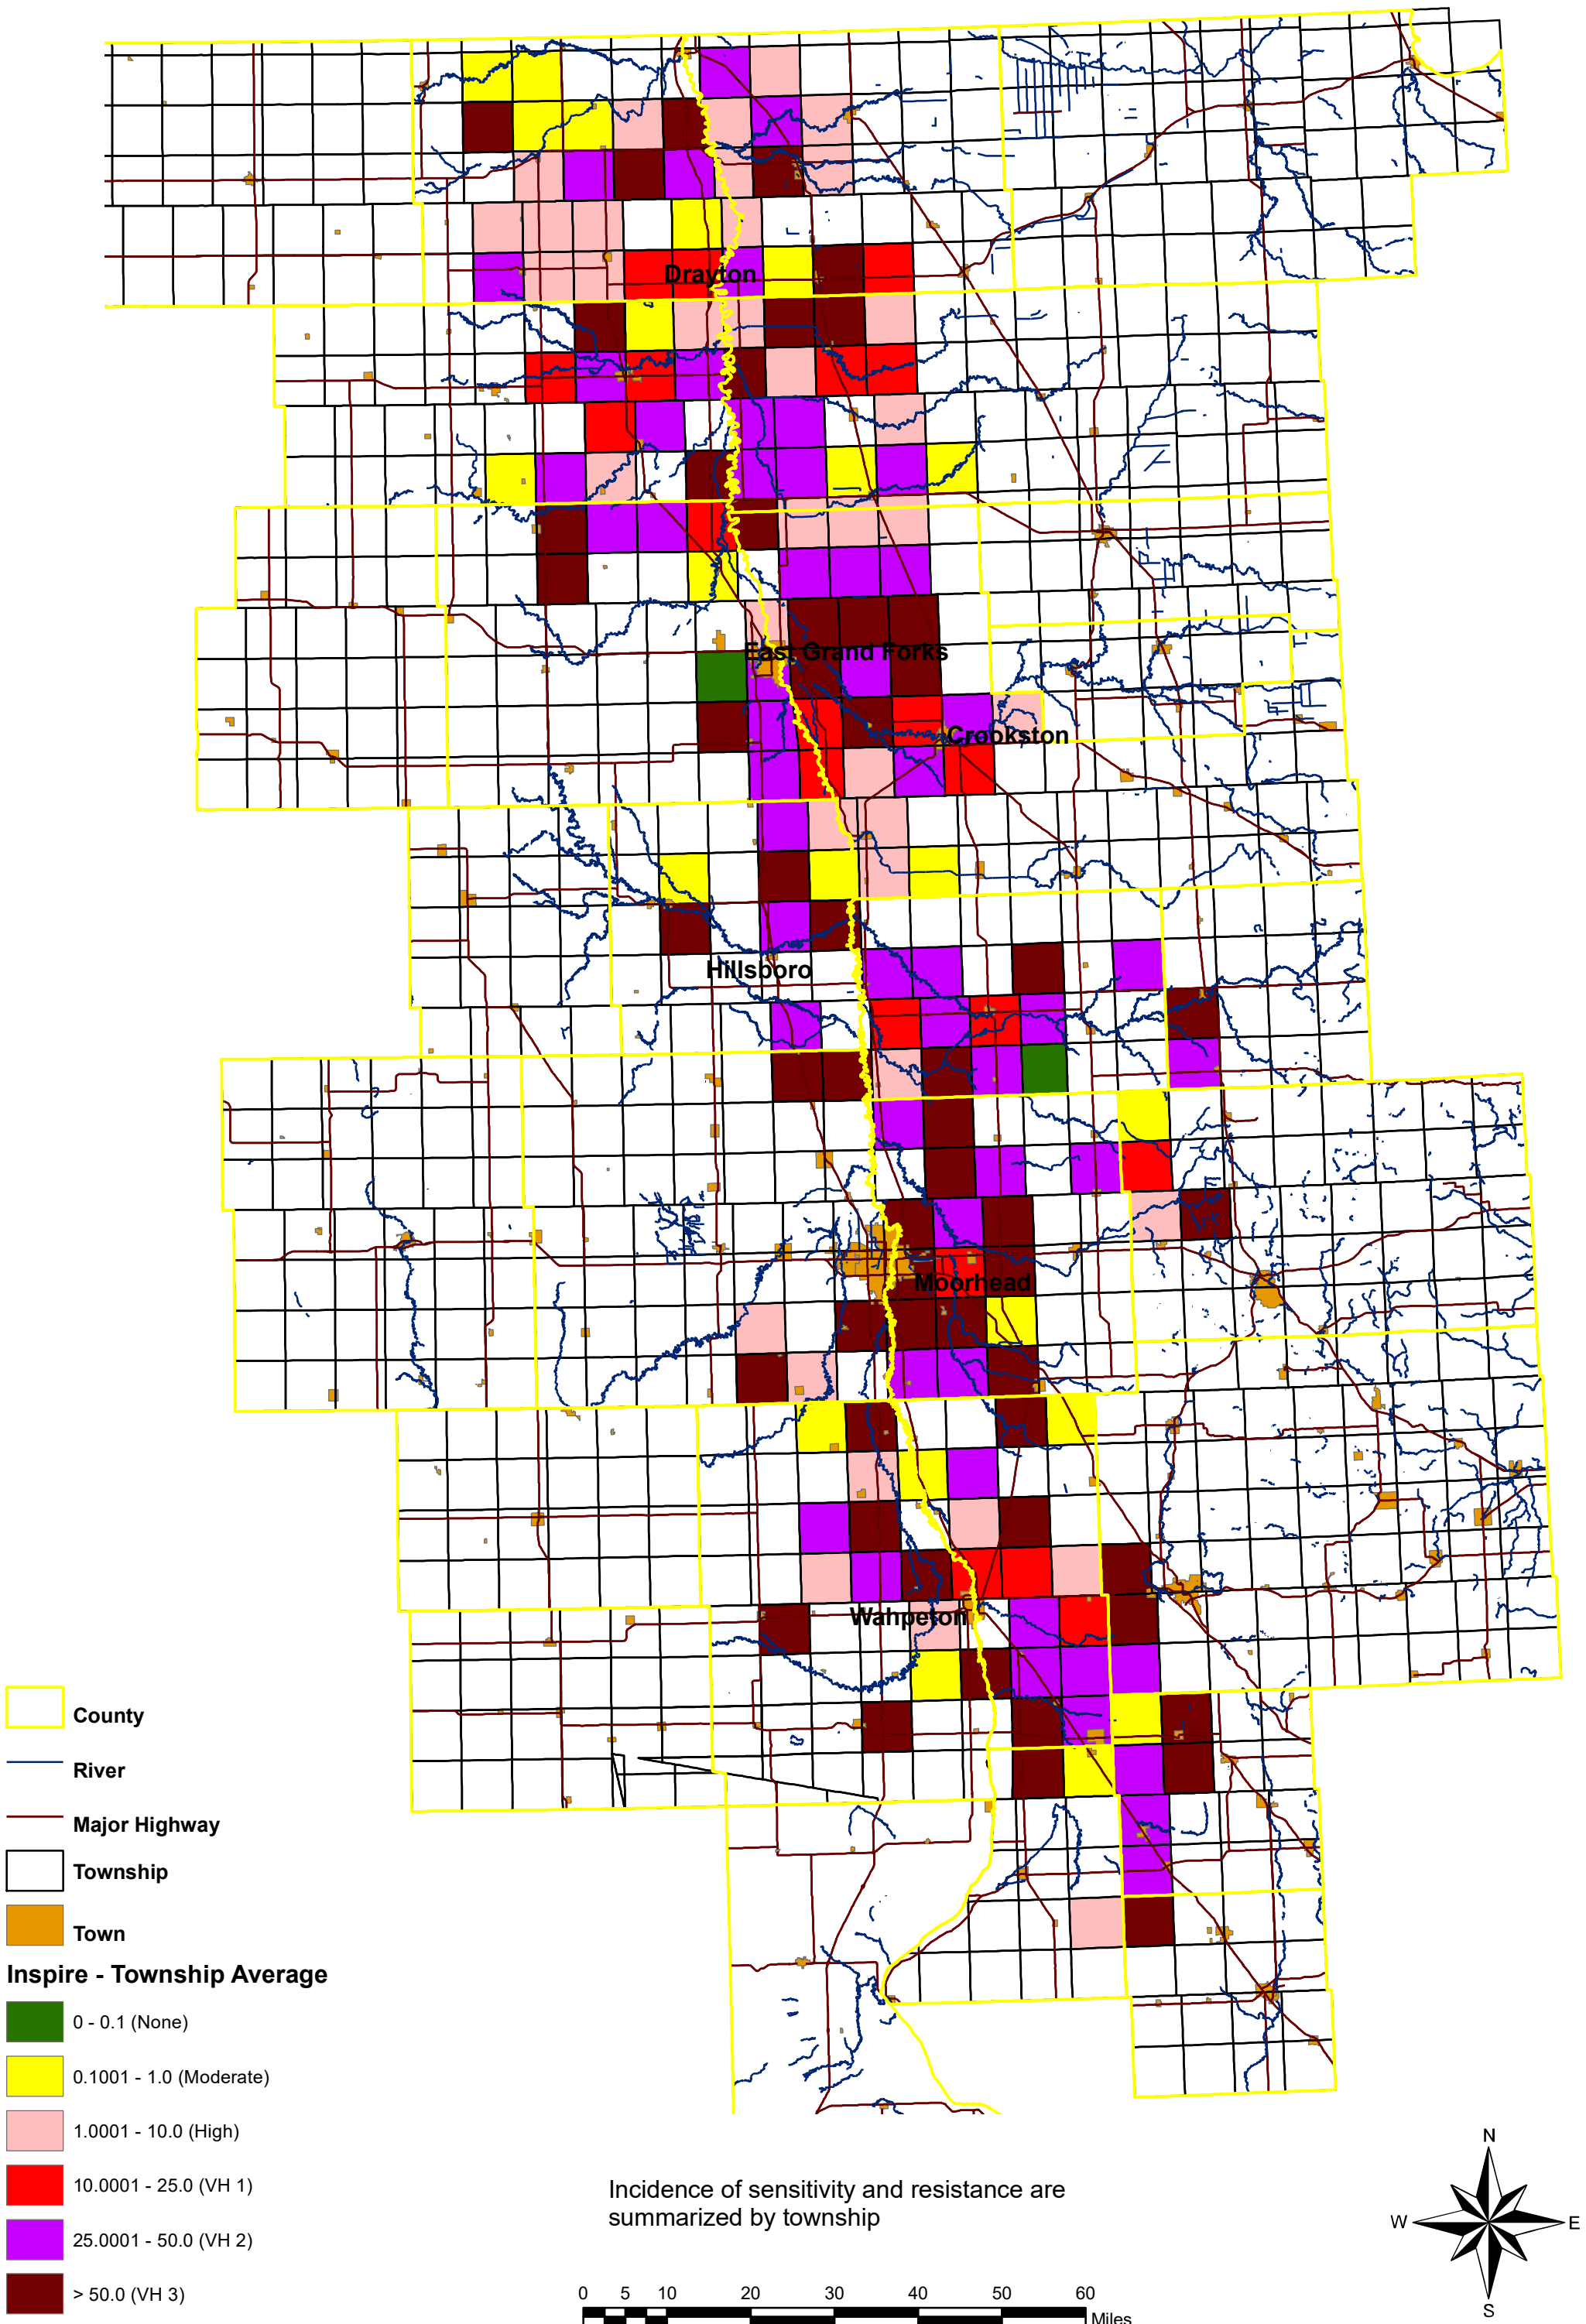 Drayton
East Grand Forks
Crookston
Hillsboro
Moorhead
Wahpeton
County
River
Major Highway
Township
Town
Inspire - Township Average
0 - 0.1 (None)
0.1001 - 1.0 (Moderate)
1.0001 - 10.0 (High)
10.0001 - 25.0 (VH 1)
25.0001 - 50.0 (VH 2)
> 50.0 (VH 3)
Incidence of sensitivity and resistance are
summarized by township
0 5 10 20 30 40 50 60
Miles
N
W E
S